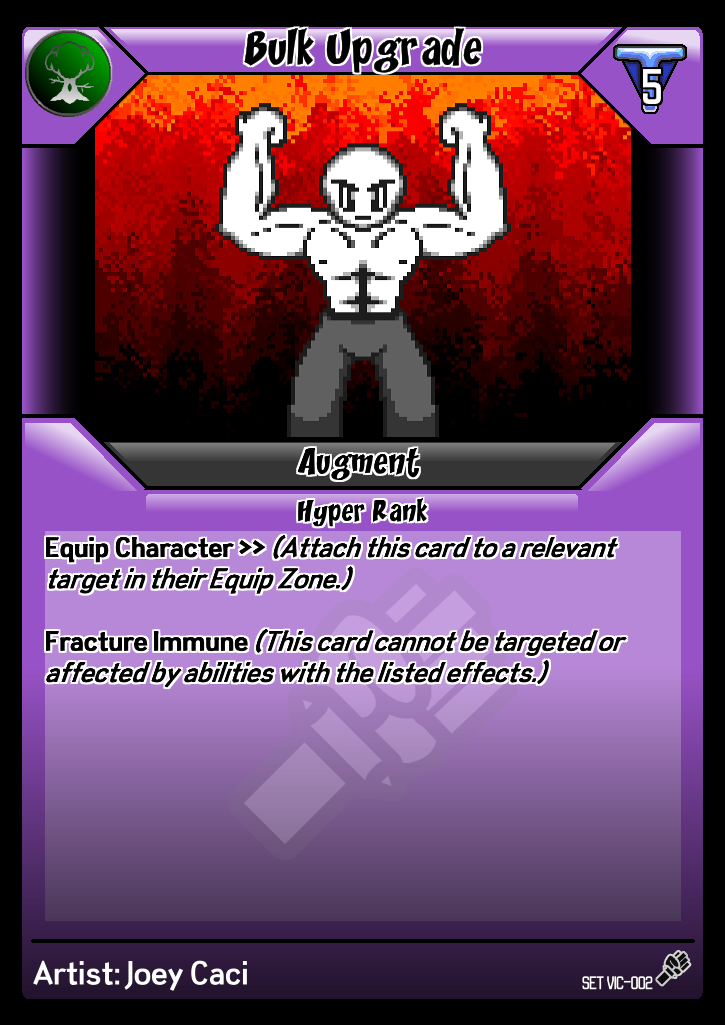 Bulk Upgrade
5
Augment
Hyper Rank
Equip Character >> (Attach this card to a relevant
target in their Equip Zone.)
Fracture Immune (This card cannot be targeted or
affected by abilities with the listed effects.)
Artist: Joey Caci
SET VIC-002